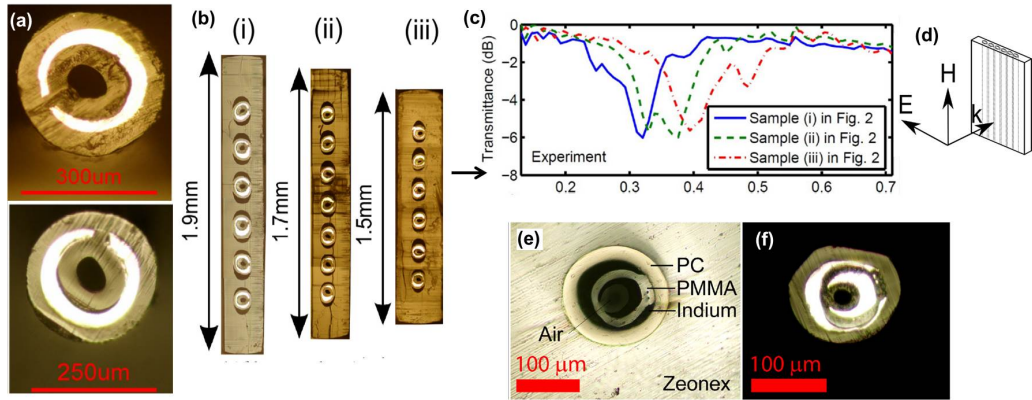 (a)
300um
250um
(b)
(i)
(ii)
(iii)
1.9mm
1.7mm
1.5mm
(c)
Transmittance (dB)
0
−2
−4
−6
−8
0.2
0.3
0.4
0.5
0.6
0.7
Experiment
Sample (i) in Fig. 2
Sample (ii) in Fig. 2
Sample (iii) in Fig. 2
(d)
H
E
k
(e)
PC
PMMA
Indium
Air
100 µm
Zeonex
(f)
100 µm